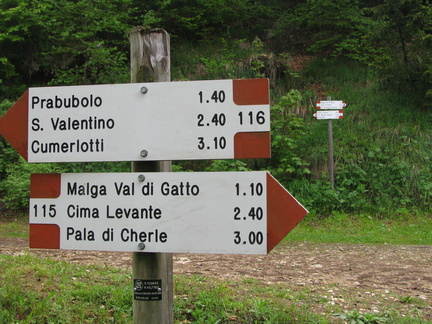 Prabubolo 1.40
S. Valentino 2.40 116
Cumerlotti 3.10
Malga Val di Gatto 1.10
115 Cima Levante 2.40
Pala di Cherle 3.00